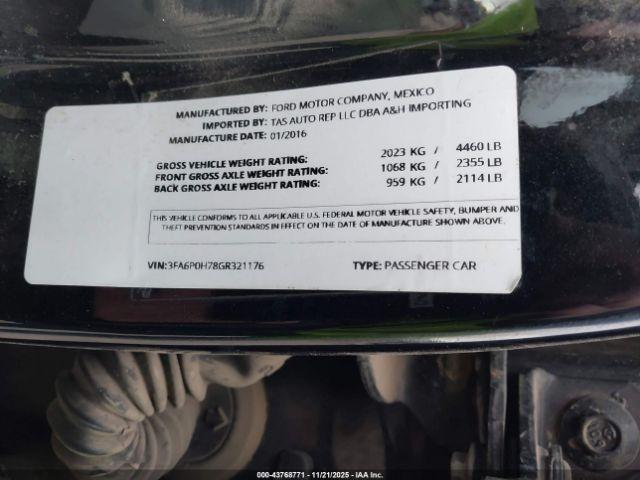 MANUFACTURED BY: FORD MOTOR COMPANY, MEXICO
IMPORTED BY: TAS AUTO REP LLC DBA A&H IMPORTING
MANUFACTURE DATE: 01/2016
GROSS VEHICLE WEIGHT RATING: 2023 KG / 4460 LB
FRONT GROSS AXLE WEIGHT RATING: 1068 KG / 2355 LB
BACK GROSS AXLE WEIGHT RATING: 959 KG / 2114 LB
THIS VEHICLE CONFORMS TO ALL APPLICABLE U.S. FEDERAL MOTOR VEHICLE SAFETY, BUMPER AND
THEFT PREVENTION STANDARDS IN EFFECT ON THE DATE OF MANUFACTURE SHOWN ABOVE.
VIN:3FA6P0H78GR321176 TYPE: PASSENGER CAR
000-43768771 - 11/21/2025 - IAA Inc.